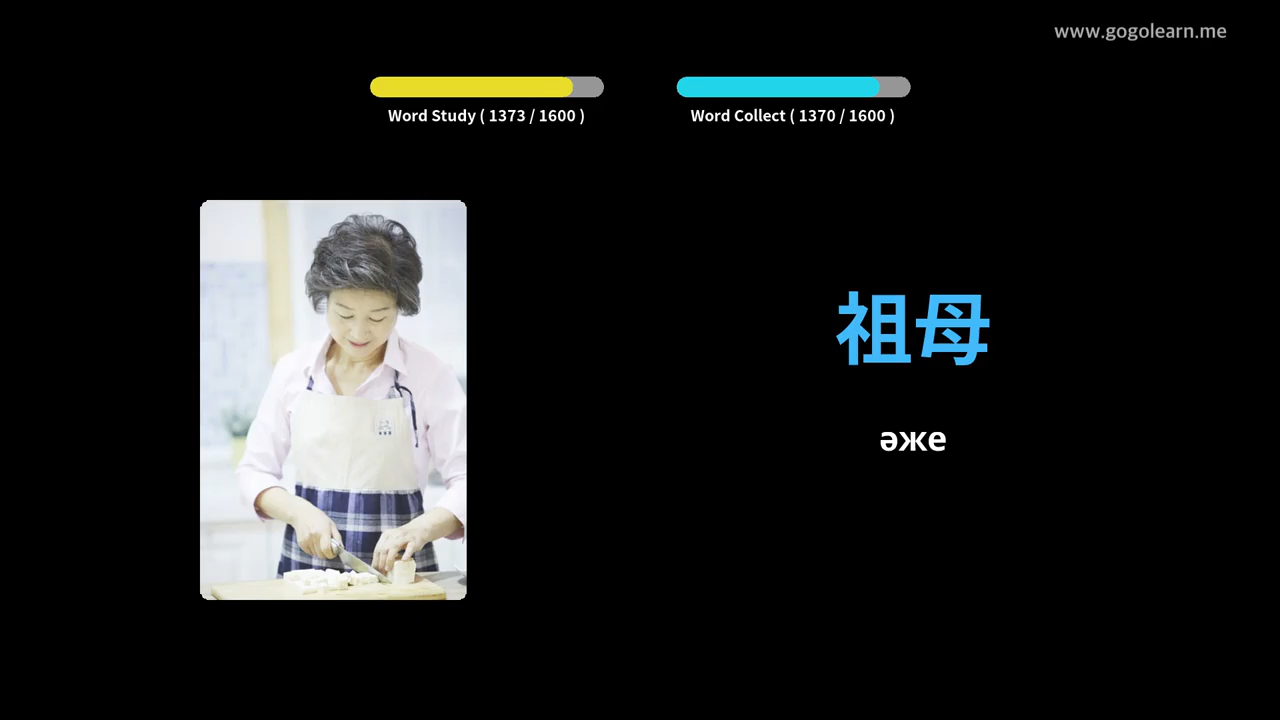 www.gogolearn.me
Word Study ( 1373 / 1600 )
Word Collect ( 1370 / 1600 )
祖母
әже